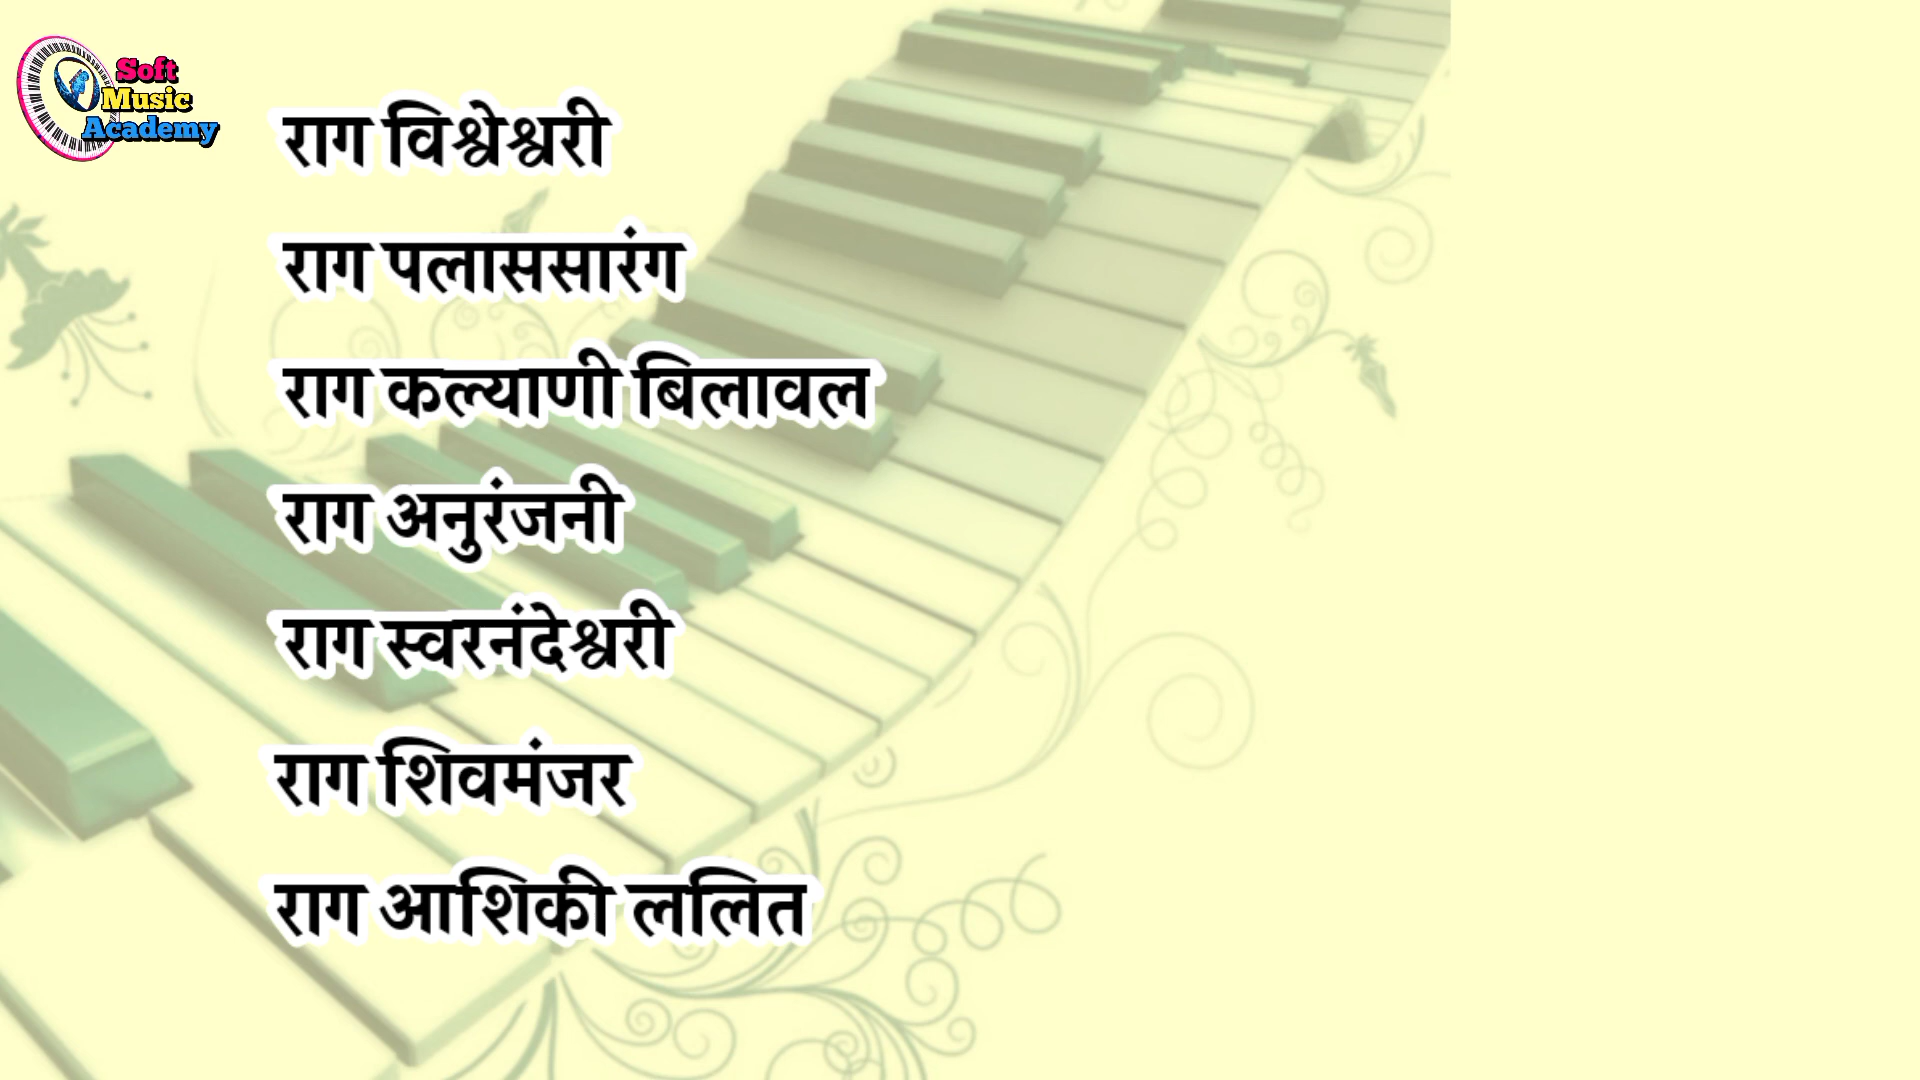 Soft
Music
Academy
राग विश्वेश्वरी
राग पलाससारंग
राग कल्याणी बिलावल
राग अनुरंजनी
राग स्वरनंदेश्वरी
राग शिवमंजर
राग आशिकी ललित